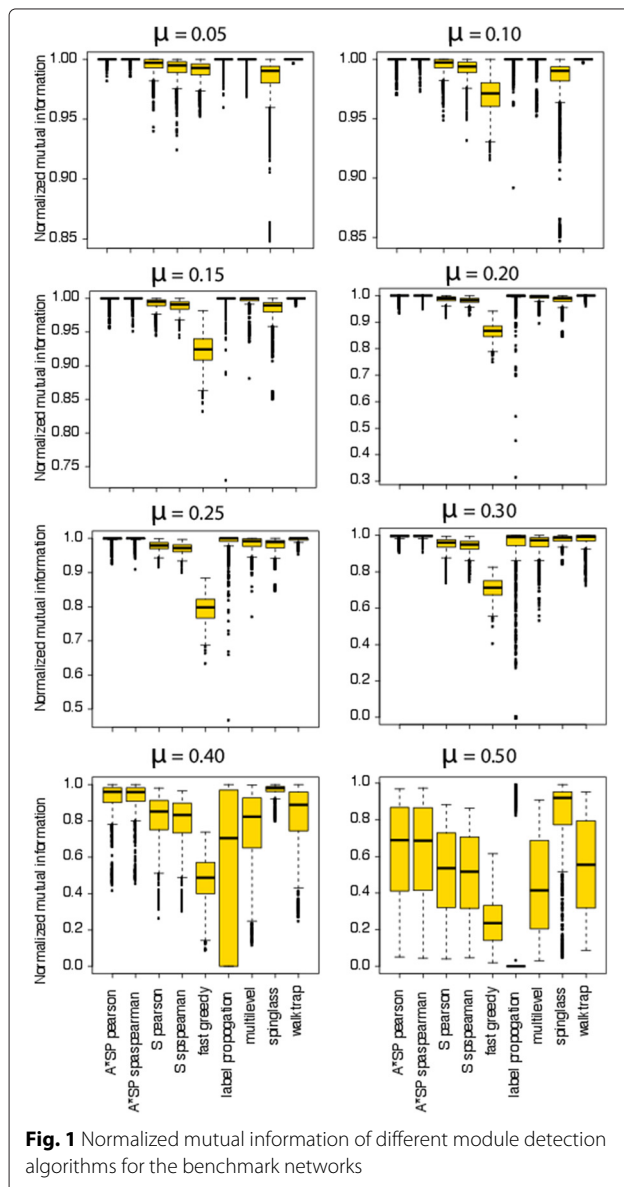 μ = 0.05
μ = 0.10
Normalized mutual information
1.00
0.95
0.90
0.85
1.00
0.95
0.90
0.85
μ = 0.15
μ = 0.20
Normalized mutual information
1.00
0.95
0.90
0.85
0.80
0.75
1.0
0.9
0.8
0.7
0.6
0.5
0.4
0.3
μ = 0.25
μ = 0.30
Normalized mutual information
1.0
0.9
0.8
0.7
0.6
0.5
1.0
0.8
0.6
0.4
0.2
0.0
μ = 0.40
μ = 0.50
Normalized mutual information
1.0
0.8
0.6
0.4
0.2
0.0
1.0
0.8
0.6
0.4
0.2
0.0
A*SP pearson
A*SP spaspearman
S pearson
S spspeaman
fast greedy
label propogation
multilevel
spinglass
walktrap
A*SP pearson
A*SP spaspearman
S pearson
S spspeaman
fast greedy
label propogation
multilevel
spinglass
walktrap
Fig. 1 Normalized mutual information of different module detection
algorithms for the benchmark networks